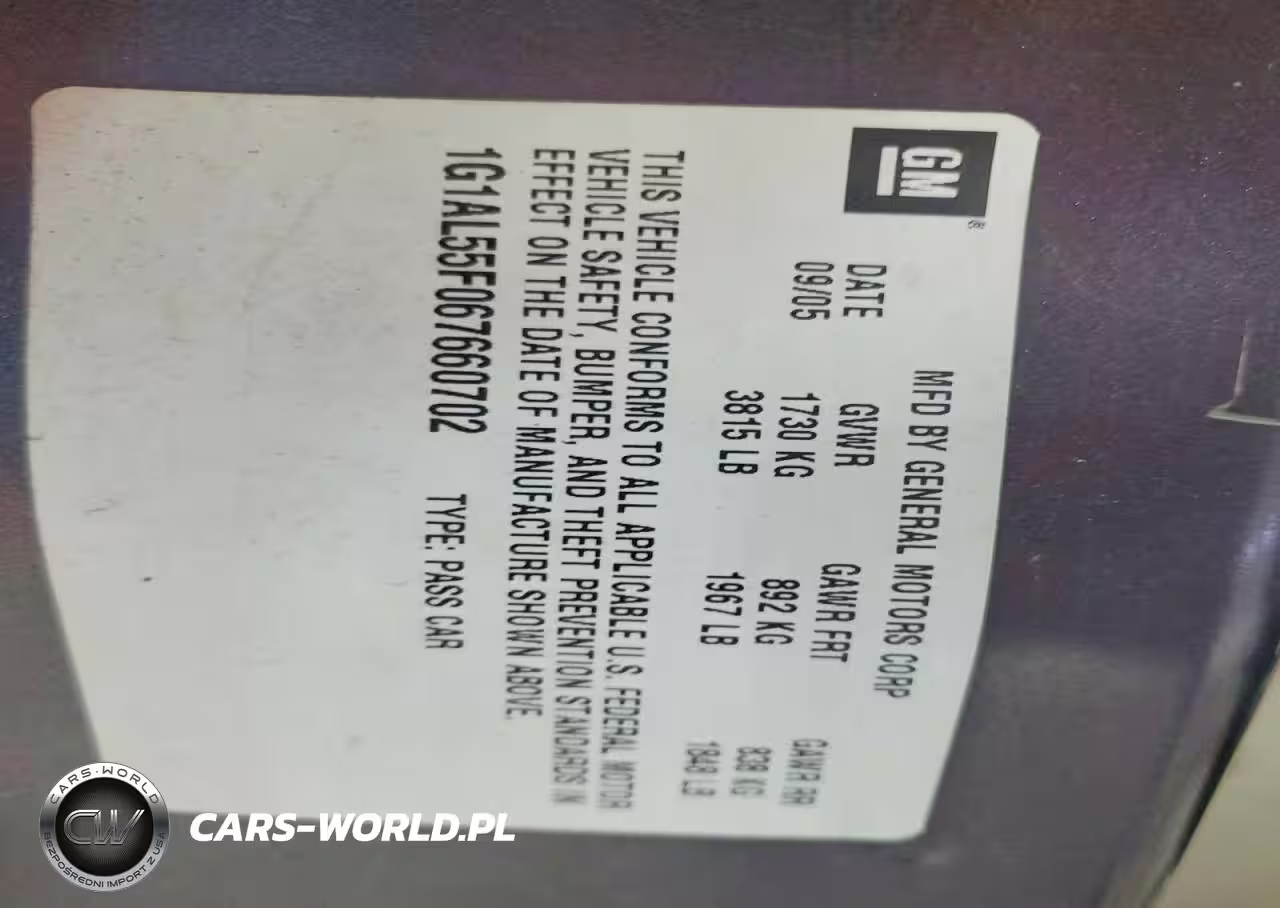 GM
®
MFD BY GENERAL MOTORS CORP
DATE GVWR GAWR FRT GAWR RR
09/05 1730 KG 892 KG 838 KG
3815 LB 1967 LB 1848 LB
THIS VEHICLE CONFORMS TO ALL APPLICABLE U.S. FEDERAL MOTOR
VEHICLE SAFETY, BUMPER, AND THEFT PREVENTION STANDARDS IN
EFFECT ON THE DATE OF MANUFACTURE SHOWN ABOVE.
1G1AL55F067660702 TYPE: PASS CAR
CARS-WORLD
CW
BEZPOŚREDNI IMPORT Z USA
CARS-WORLD.PL